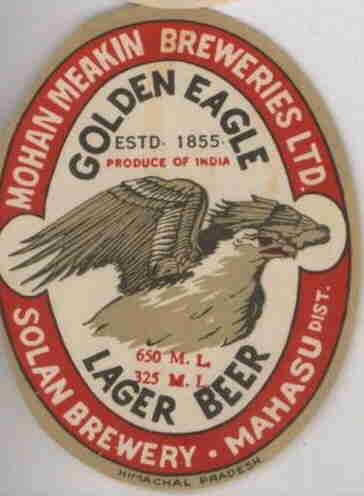 MOHAN MEAKIN BREWERIES LTD.
GOLDEN EAGLE
ESTD. 1855.
PRODUCE OF INDIA
650 M. L.
325 M. L.
LAGER BEER
SOLAN BREWERY · MAHASU DIST.
HIMACHAL PRADESH.